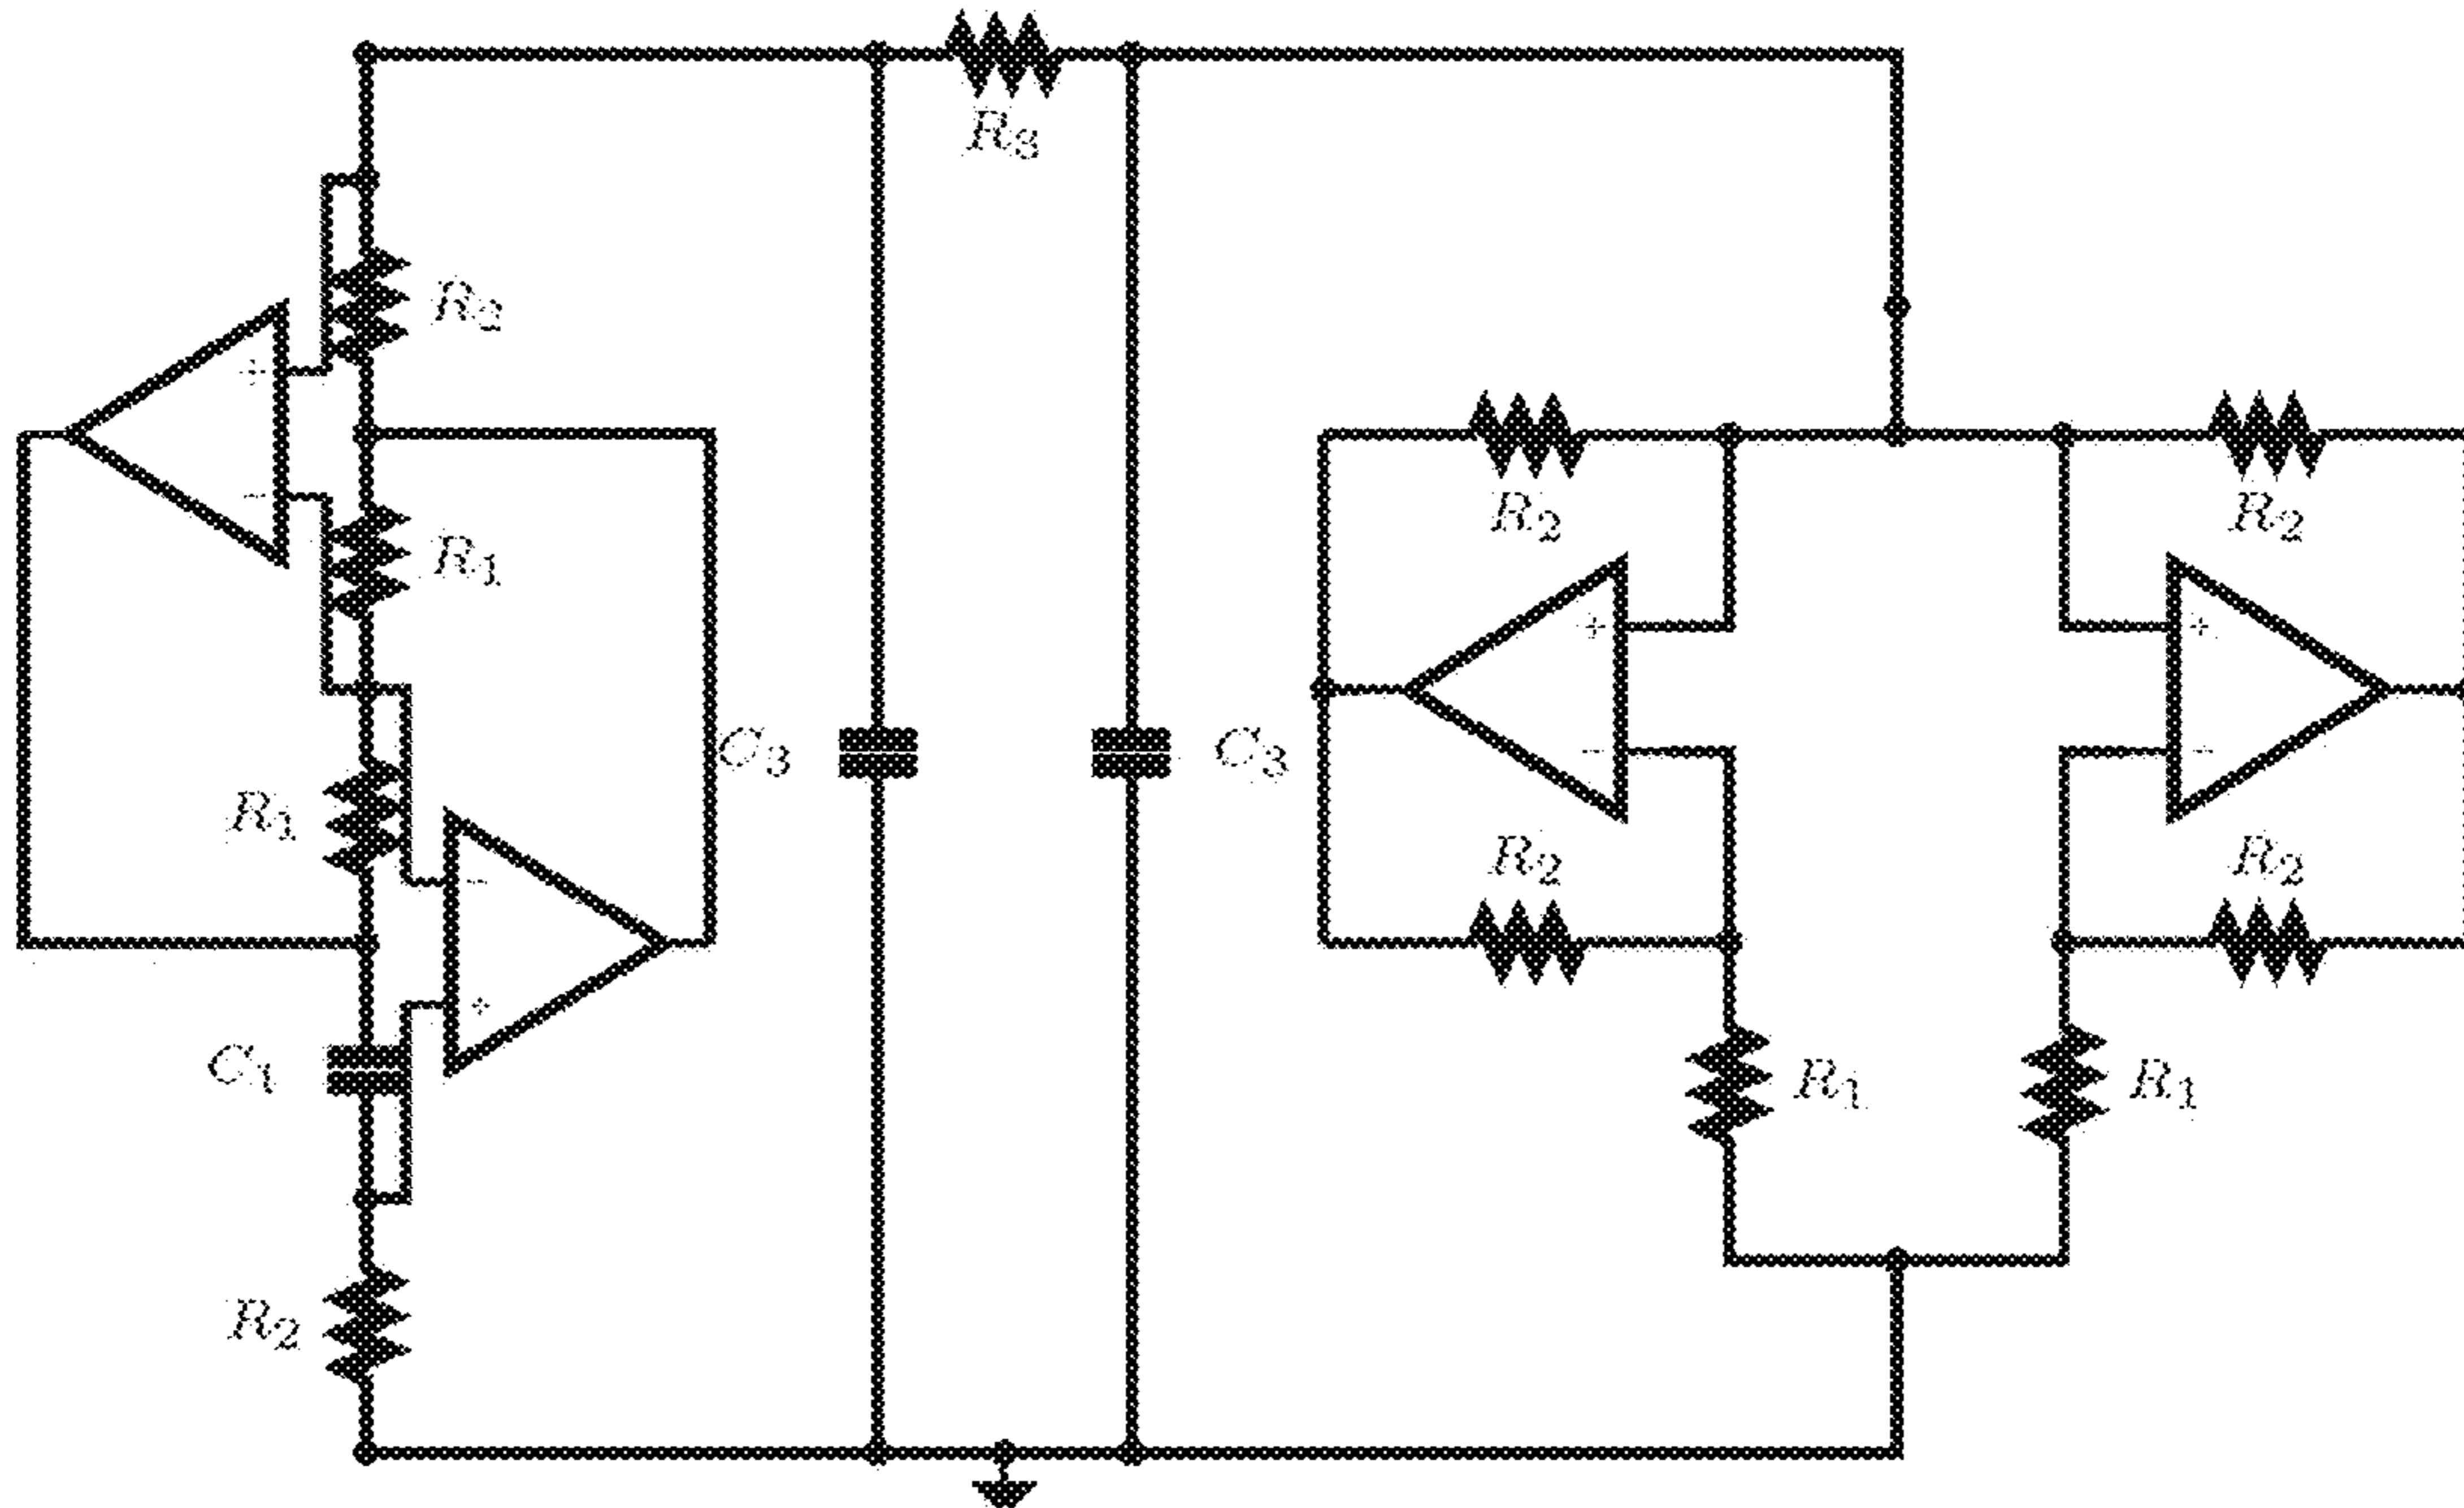 R₃
R₂
+
−
R₁
R₂
R₂
+
−
+
−
C₃
C₃
R₁
−
R₂
R₂
+
C₁
R₁
R₁
R₂